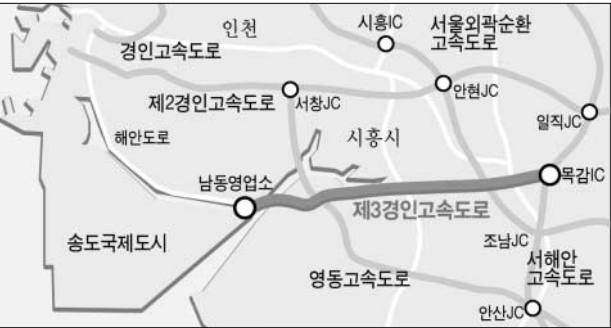 인천
시흥IC
서울외곽순환
고속도로
경인고속도로
제2경인고속도로
서창JC
안현JC
일직JC
해안도로
시흥시
남동영업소
목감IC
제3경인고속도로
송도국제도시
조남JC
영동고속도로
서해안
고속도로
안산JC